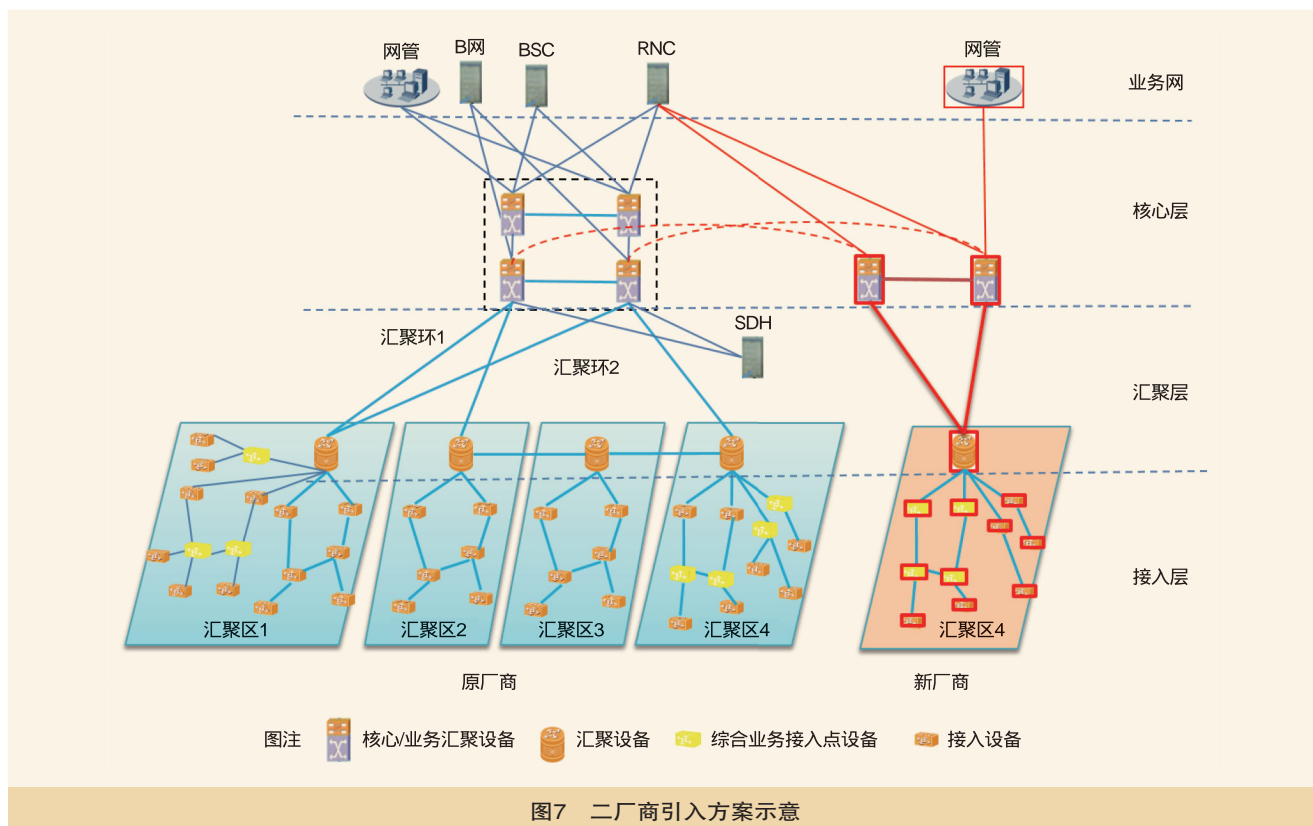 网管
B网
BSC
RNC
网管
业务网
核心层
汇聚环1
汇聚环2
SDH
汇聚层
接入层
汇聚区1
汇聚区2
汇聚区3
汇聚区4
汇聚区4
原厂商
新厂商
图注
核心/业务汇聚设备
汇聚设备
综合业务接入点设备
接入设备
图7 二厂商引入方案示意